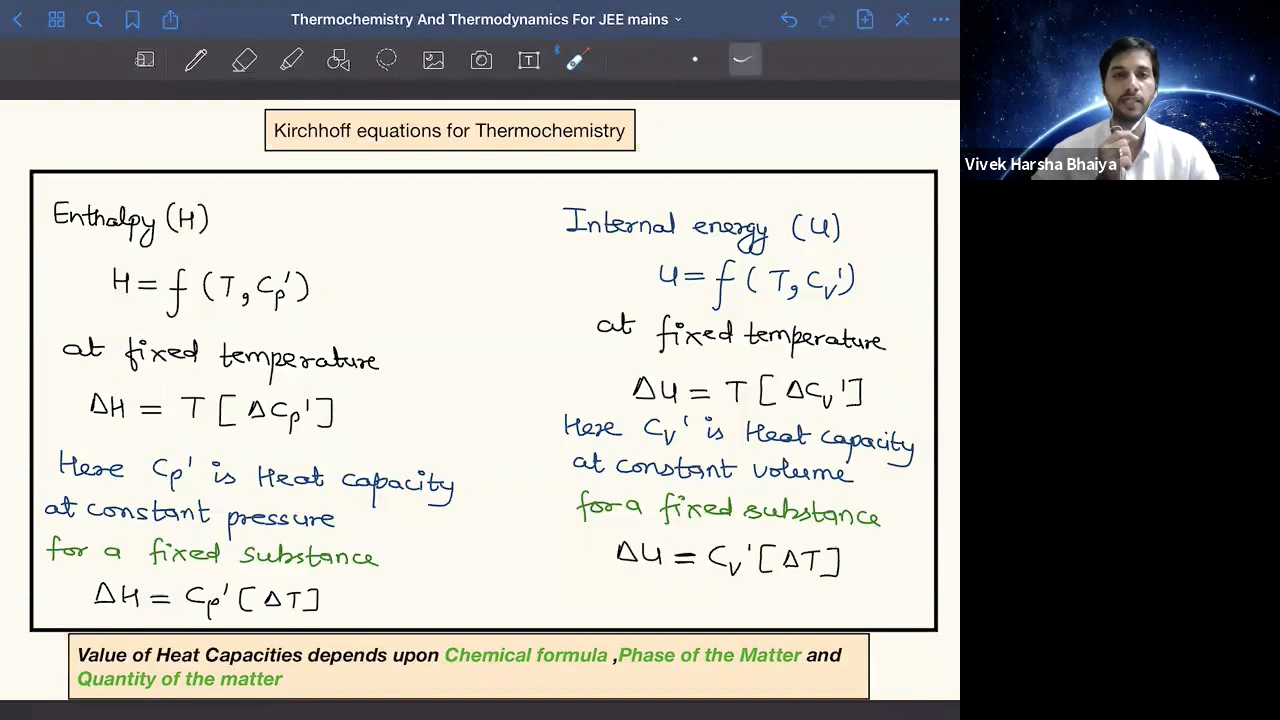 Thermochemistry And Thermodynamics For JEE mains
T
Kirchhoff equations for Thermochemistry
Enthalpy (H)
H = f (T, Cp')
at fixed temperature
ΔH = T [ ΔCp']
Here Cp' is Heat capacity
at constant pressure
for a fixed substance
ΔH = Cp' [ ΔT]
Internal energy (U)
U = f ( T, Cv')
at fixed temperature
ΔU = T [ ΔCv']
Here Cv' is Heat capacity
at constant volume
for a fixed substance
ΔU = Cv' [ ΔT]
Value of Heat Capacities depends upon Chemical formula ,Phase of the Matter and
Quantity of the matter
Vivek Harsha Bhaiya